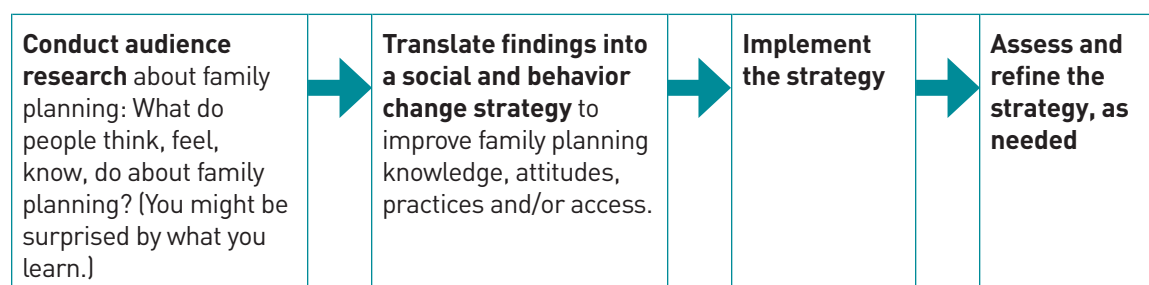 Conduct audience
research about family
planning: What do
people think, feel,
know, do about family
planning? (You might be
surprised by what you
learn.)
Translate findings into
a social and behavior
change strategy to
improve family planning
knowledge, attitudes,
practices and/or access.
Implement
the strategy
Assess and
refine the
strategy, as
needed